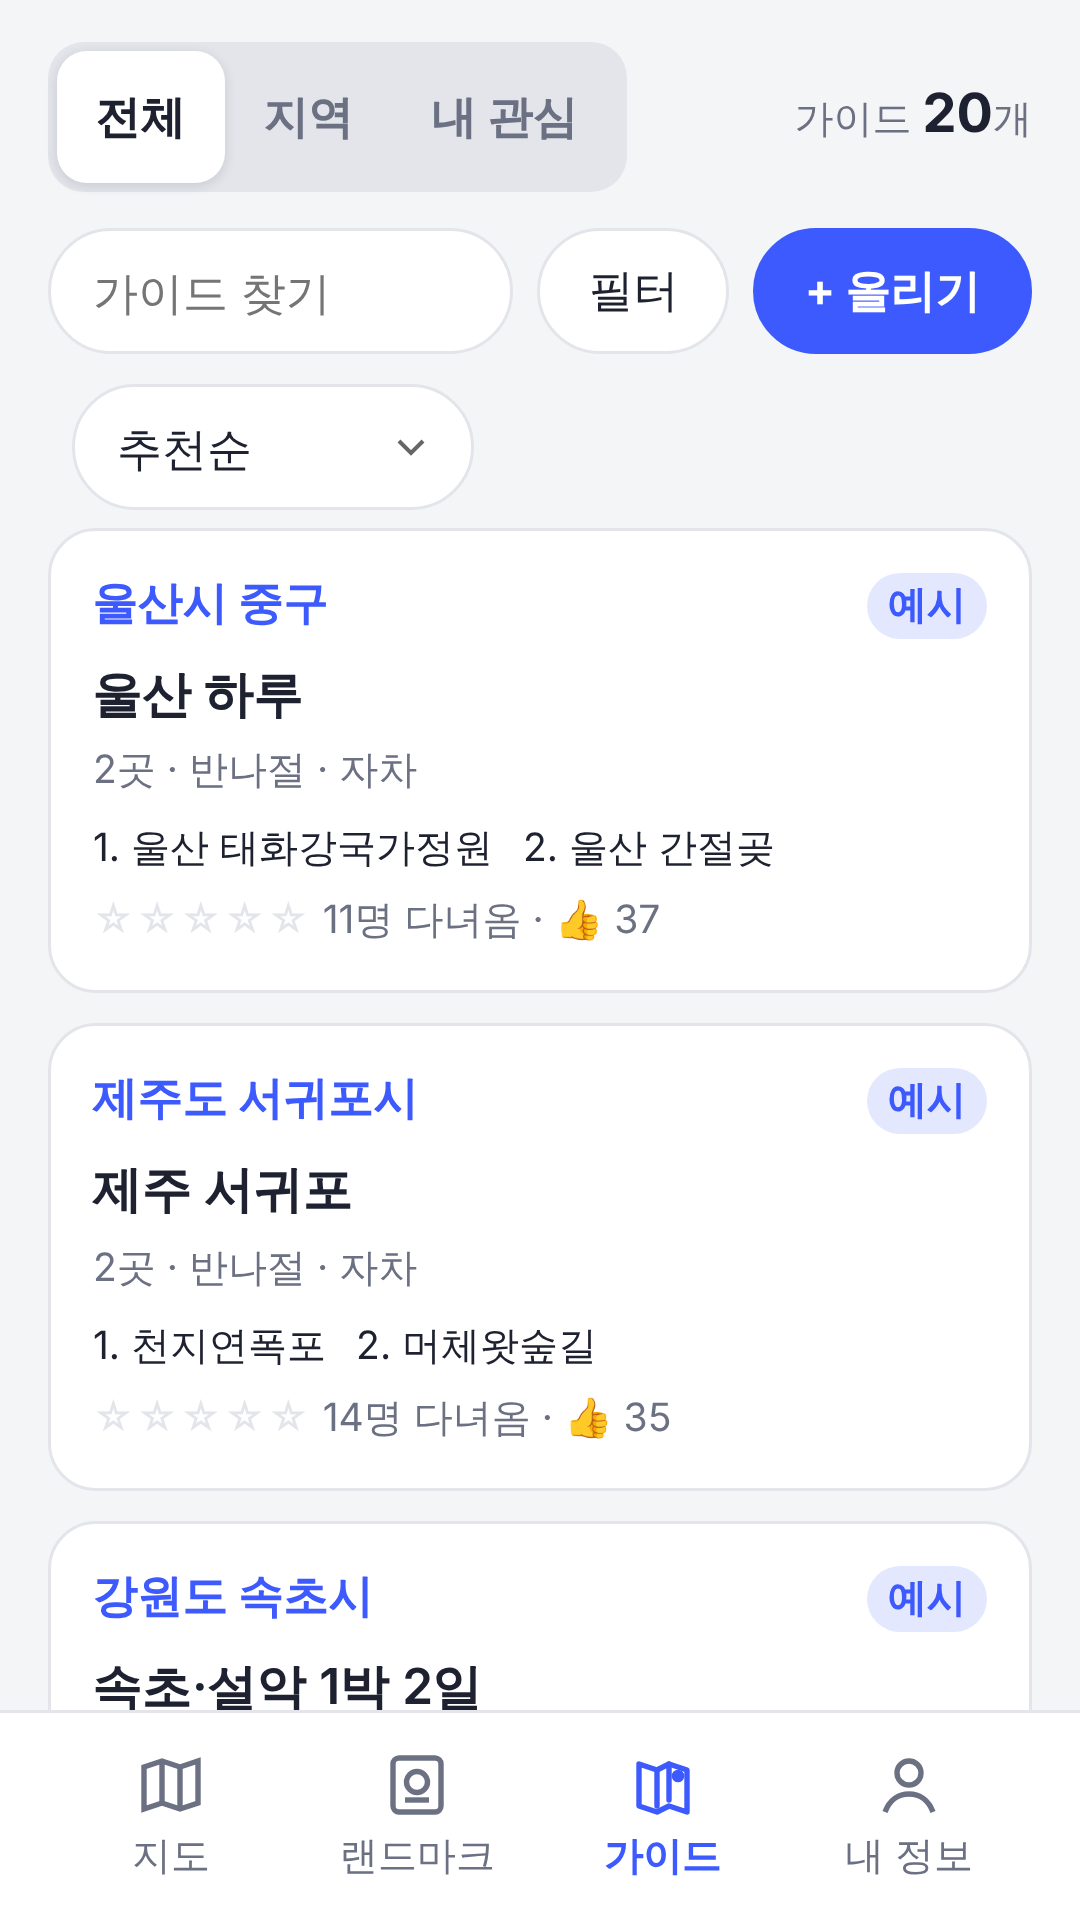 전체 지역 내 관심 가이드 20개
가이드 찾기 필터 + 올리기
추천순
울산시 중구 예시
울산 하루
2곳 · 반나절 · 자차
1. 울산 태화강국가정원 2. 울산 간절곶
☆☆☆☆☆ 11명 다녀옴 · 👍 37
제주도 서귀포시 예시
제주 서귀포
2곳 · 반나절 · 자차
1. 천지연폭포 2. 머체왓숲길
☆☆☆☆☆ 14명 다녀옴 · 👍 35
강원도 속초시 예시
속초·설악 1박 2일
지도 랜드마크 가이드 내 정보